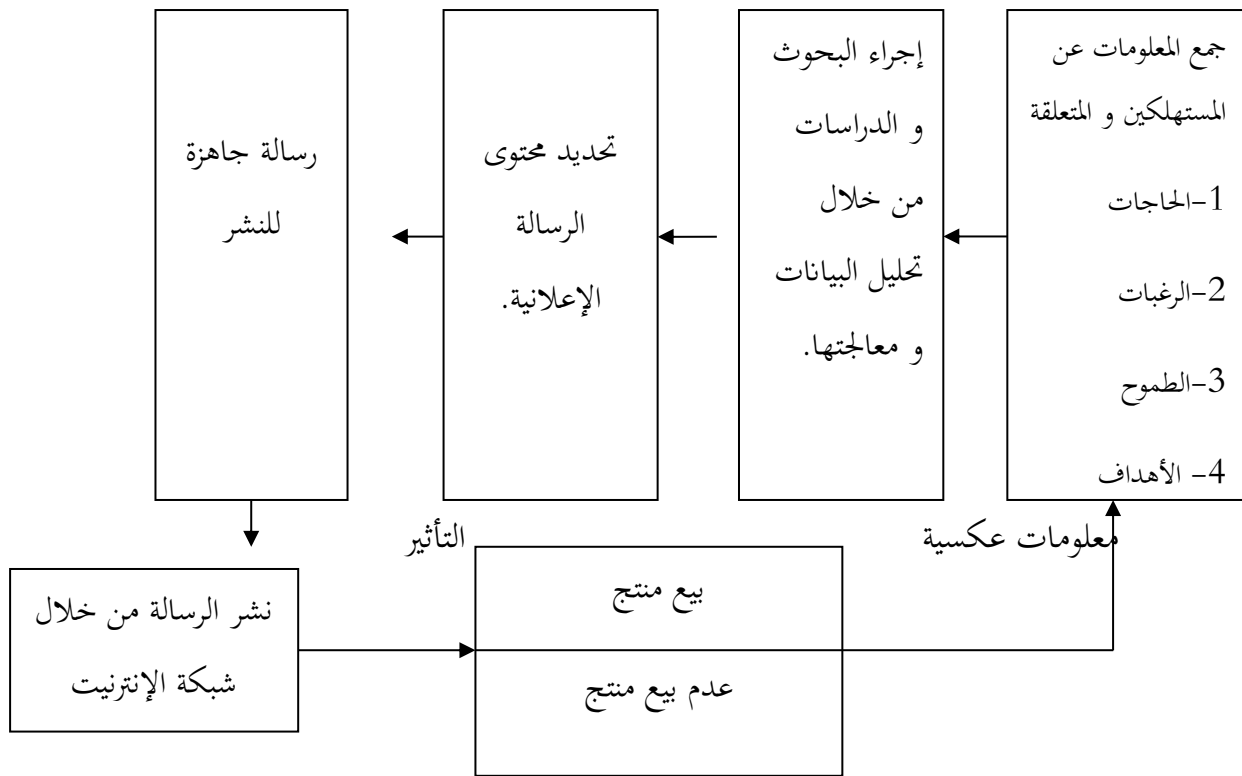 جمع المعلومات عن
المستهلكين و المتعلقة
1-الحاجات
2-الرغبات
3-الطموح
4- الأهداف
إجراء البحوث
و الدراسات
من خلال
تحليل البيانات
و معالجتها.
تحديد محتوى
الرسالة
الإعلانية.
رسالة جاهزة
للنشر
معلومات عكسية
التأثير
بيع منتج
عدم بيع منتج
نشر الرسالة من خلال
شبكة الإنترنيت